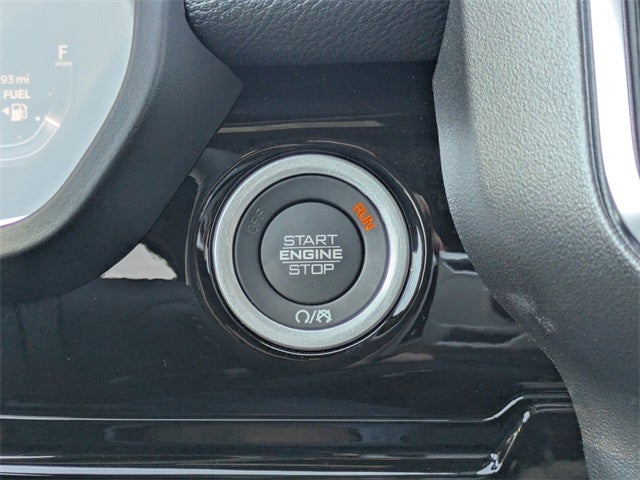 F
93 mi
FUEL
OFF
RUN
START
ENGINE
STOP